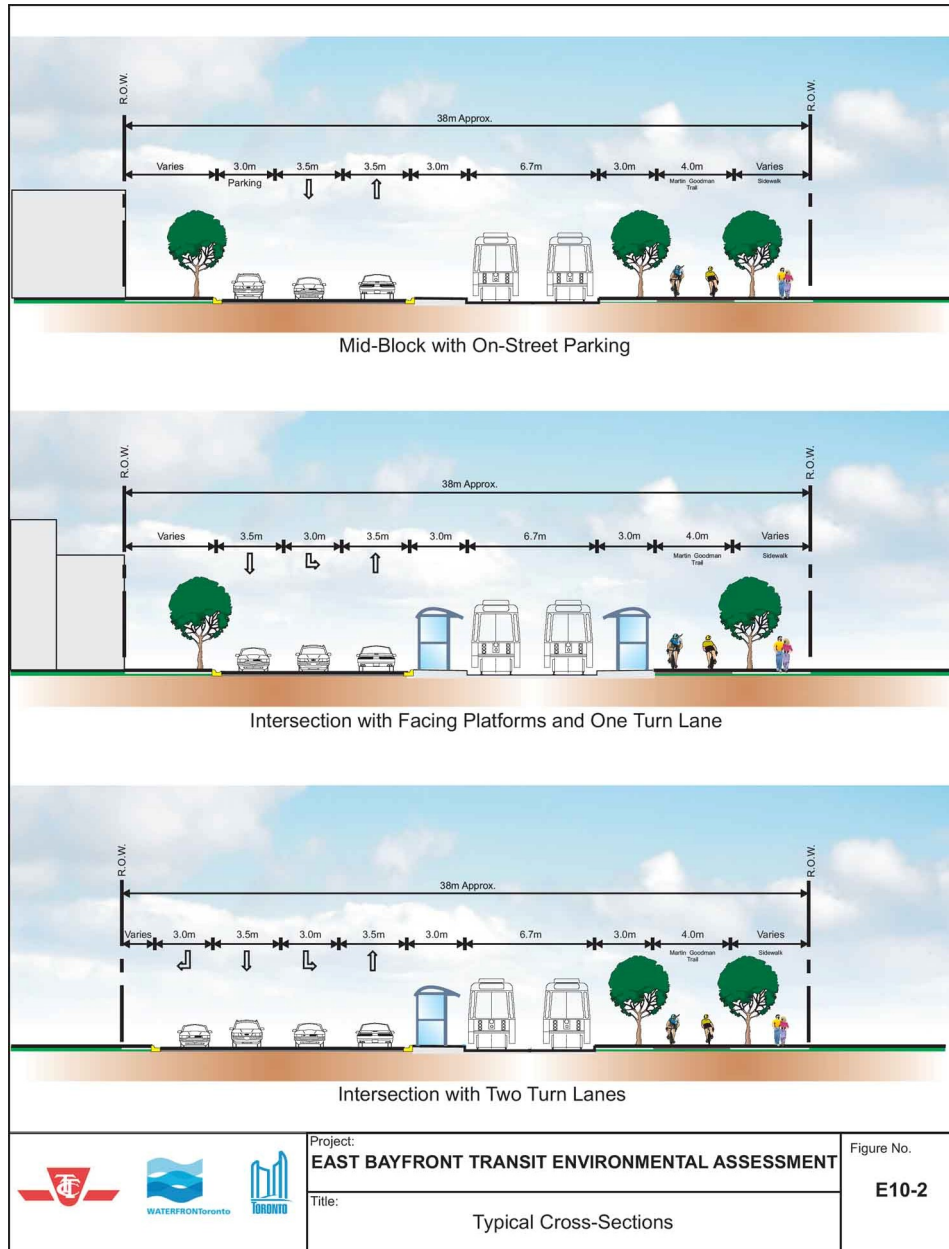 R.O.W.
R.O.W.
38m Approx.
Varies 3.0m 3.5m 3.5m 3.0m 6.7m 3.0m 4.0m Varies
Parking Martin Goodman Sidewalk
Trail
Mid-Block with On-Street Parking
R.O.W.
R.O.W.
38m Approx.
Varies 3.5m 3.0m 3.5m 3.0m 6.7m 3.0m 4.0m Varies
Martin Goodman Sidewalk
Trail
Intersection with Facing Platforms and One Turn Lane
R.O.W.
R.O.W.
38m Approx.
Varies 3.0m 3.5m 3.0m 3.5m 3.0m 6.7m 3.0m 4.0m Varies
Martin Goodman Sidewalk
Trail
Intersection with Two Turn Lanes
TTC
WATERFRONToronto
TORONTO
Project:
EAST BAYFRONT TRANSIT ENVIRONMENTAL ASSESSMENT
Title:
Typical Cross-Sections
Figure No.
E10-2